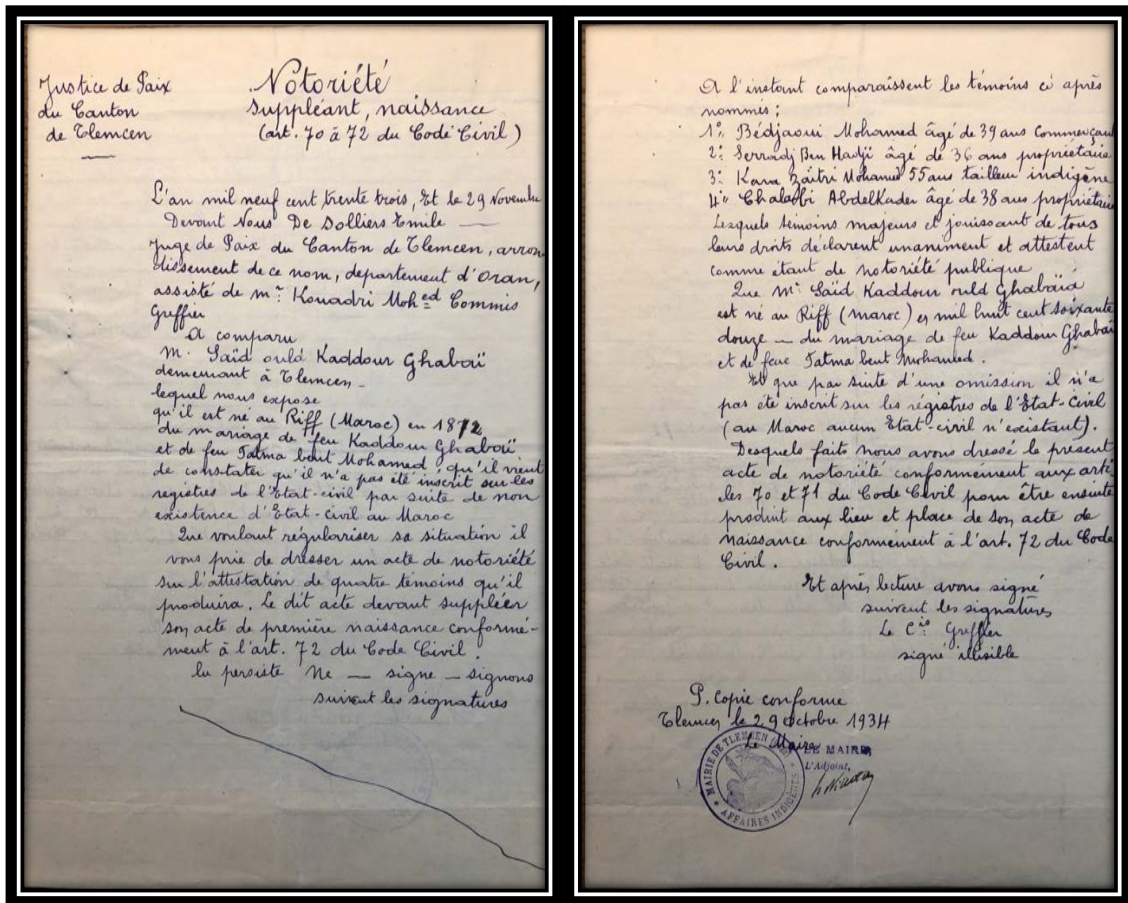 Justice de Paix
du Canton
de Tlemcen
Notoriété
suppléant, naissance
(art. 70 à 72 du Code Civil)
L'an mil neuf cent trente trois, Et le 29 Novembre
Devant Nous De Solliers Emile —
Juge de Paix du Canton de Tlemcen, arron-
dissement de ce nom, département d'Oran,
assisté de mr. Kouadri Moh ed Commis
Greffier
A comparu
M. Saïd ould Kaddour Ghabaï
demeurant à Tlemcen —
lequel nous expose
qu'il est né au Riff (Maroc) en 1872
du mariage de feu Kaddour Ghabaï
et de feu Fatma bent Mohamed, qu'il vient
de constater qu'il n'a pas été inscrit sur les
registres de l'Etat-civil par suite de non
existence d'Etat-Civil au Maroc
Que voulant régulariser sa situation il
vous prie de dresser un acte de notoriété
sur l'attestation de quatre témoins qu'il
produira. Le dit acte devant suppléer
son acte de première naissance conformé-
ment à l'art. 72 du Code Civil.
lu persiste Ne — signe — signons
suivent les signatures
A l'instant comparaissent les témoins ci après
nommés;
1º. Bédjaoui Mohamed âgé de 39 ans Commerçant
2º. Serradj Ben Hadji âgé de 36 ans propriétaire
3º. Kara Zaïtri Mohamed 55 ans tailleur indigène
4º. Chalabi AbdelKader âgé de 38 ans propriétaire
Lesquels témoins majeurs et jouissant de tous
leurs droits déclarent unaniment et attestent
comme étant de notoriété publique
Que Mr. Saïd Kaddour ould Ghabaïa
est né au Riff (maroc) en mil huit cent soixante
douze — du mariage de feu Kaddour Ghabaï
et de feue Fatma bent Mohamed.
Et que par suite d'une omission il n'a
pas été inscrit sur les régistres de l'Etat-Civil
(au Maroc aucun Etat-civil n'existant).
Desquels faits nous avons dressé le présent
acte de notoriété conformément aux arti
les 70 et 71 du Code Civil pour être ensuite
produit aux lieu et place de son acte de
naissance conformément à l'art. 72 du Code
Civil.
Et après lecture avons signé
suivent les signatures
Le Cis Greffier
signé illisible
P. Copie conforme
Tlemcen le 29 Octobre 1934
Le Maire
LE MAIRE
L'Adjoint,
MAIRIE DE TLEMCEN
AFFAIRES INDIGÈNES